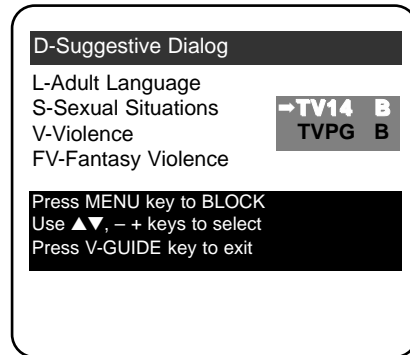 D-Suggestive Dialog
L-Adult Language
S-Sexual Situations
V-Violence
FV-Fantasy Violence
➡TV14 B
TVPG B
Press MENU key to BLOCK
Use ▲▼, – + keys to select
Press V-GUIDE key to exit